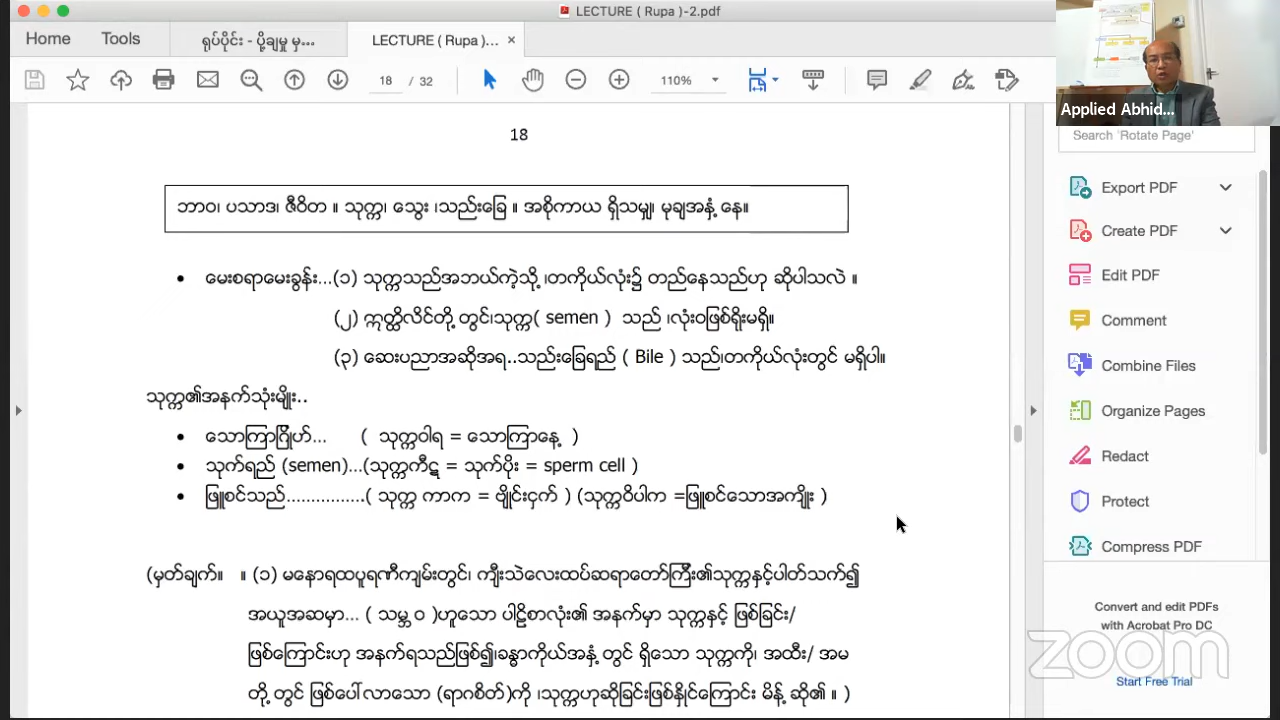 LECTURE ( Rupa )-2.pdf
Home
Tools
ရုပ်ပိုင်း - ပို့ချမှု မှ...
LECTURE ( Rupa )... ×
18 / 32
110%
Applied Abhid...
Search 'Rotate Page'
18
ဘာဝ၊ ပသာဒ၊ ဇီဝိတ ။ သုက္က၊ သွေး ၊သည်းခြေ ။ အစိုကာယ ရှိသမျှ၊ မုချအနှံ့ နေ။
• မေးစရာမေးခွန်း...(၁) သုက္ကသည်အဘယ်ကဲ့သို့ ၊တကိုယ်လုံး၌ တည်နေသည်ဟု ဆိုပါသလဲ ။
(၂) ဣတ္ထိလိင်တို့ တွင်၊သုက္က( semen ) သည် ၊လုံးဝဖြစ်ရိုးမရှိ။
(၃) ဆေးပညာအဆိုအရ..သည်းခြေရည် ( Bile ) သည်၊တကိုယ်လုံးတွင် မရှိပါ။
သုက္က၏အနက်သုံးမျိုး..
• သောကြာဂြိုဟ်... ( သုက္ကဝါရ = သောကြာနေ့ )
• သုက်ရည် (semen)...(သုက္ကကီဋ = သုက်ပိုး = sperm cell )
• ဖြူစင်သည်...............( သုက္က ကာက = ဗျိုင်းငှက် ) (သုက္ကဝိပါက =ဖြူစင်သောအကျိုး )
(မှတ်ချက်။ ။ (၁) မနောရထပူရဏီကျမ်းတွင်၊ ကျီးသဲလေးထပ်ဆရာတော်ကြီး၏သုက္ကနှင့်ပါတ်သက်၍
အယူအဆမှာ... ( သမ္ဘဝ )ဟူသော ပါဠိစာလုံး၏ အနက်မှာ သုက္ကနှင့် ဖြစ်ခြင်း/
ဖြစ်ကြောင်းဟု အနက်ရသည်ဖြစ်၍၊ခန္ဓာကိုယ်အနှံ့ တွင် ရှိသော သုက္ကကို၊ အထီး/ အမ
တို့ တွင် ဖြစ်ပေါ်လာသော (ရာဂစိတ်)ကို ၊သုက္ကဟုဆိုခြင်းဖြစ်နိုင်ကြောင်း မိန့် ဆို၏ ။ )
Export PDF
Create PDF
Edit PDF
Comment
Combine Files
Organize Pages
Redact
Protect
Compress PDF
Convert and edit PDFs
with Acrobat Pro DC
Start Free Trial
zoom